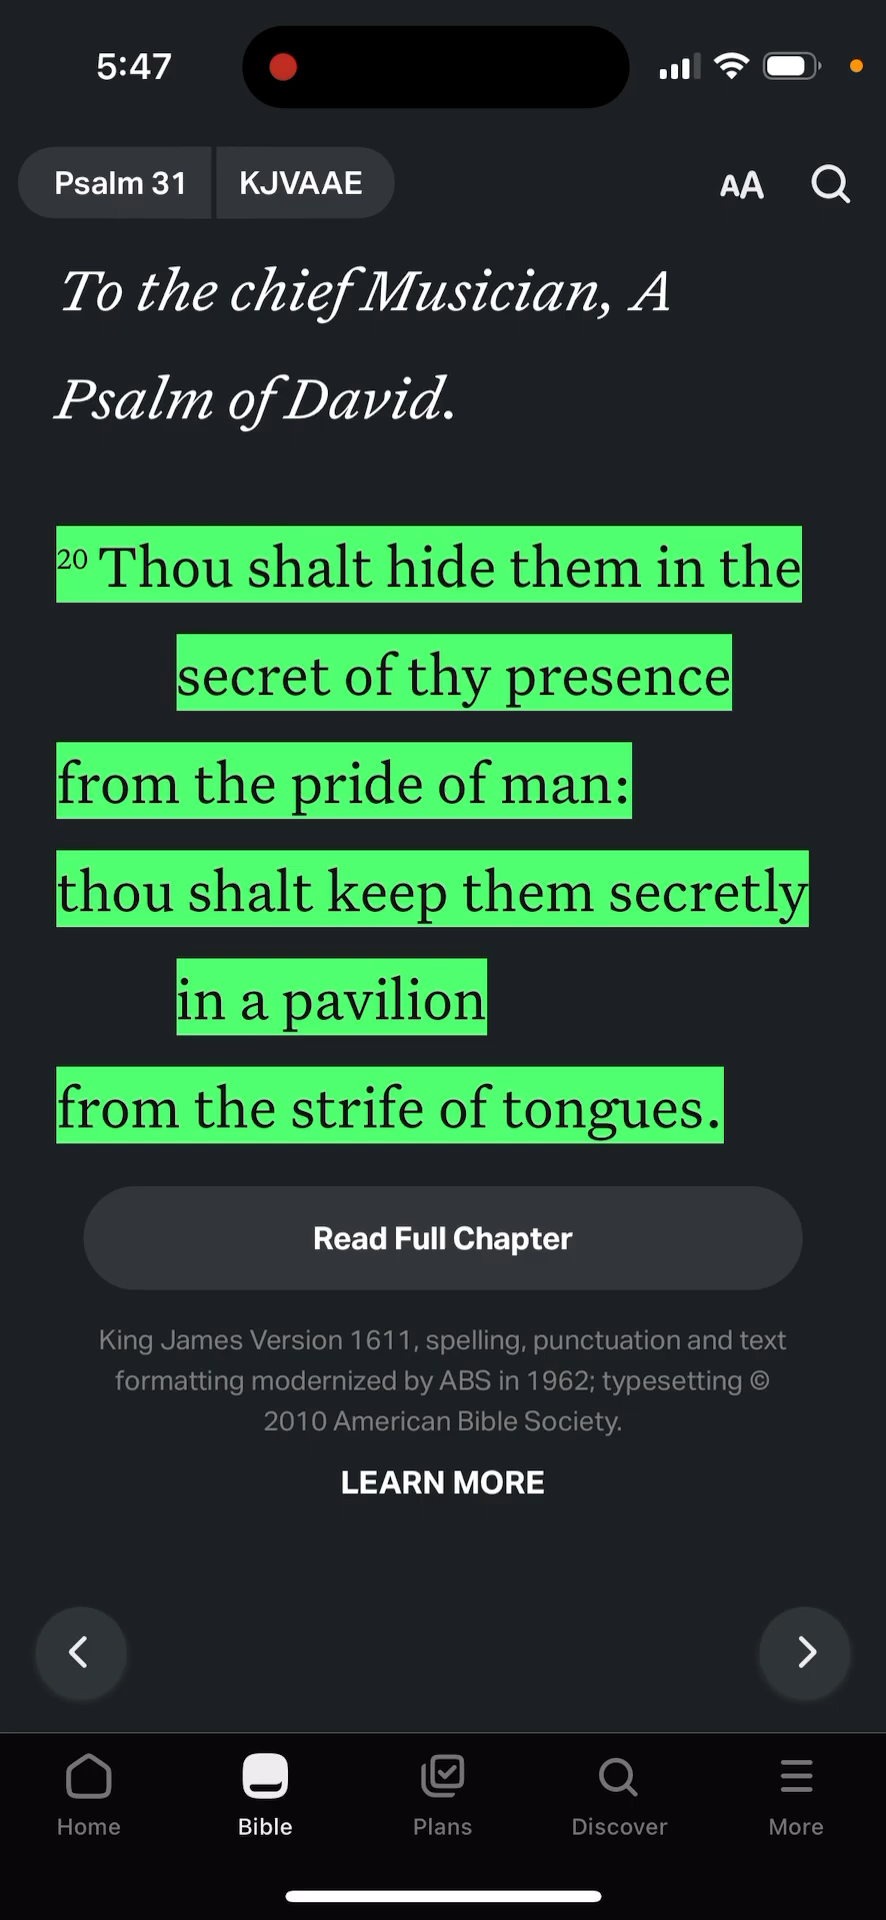 5:47
Psalm 31 KJVAAE AA
To the chief Musician, A
Psalm of David.
20 Thou shalt hide them in the
secret of thy presence
from the pride of man:
thou shalt keep them secretly
in a pavilion
from the strife of tongues.
Read Full Chapter
King James Version 1611, spelling, punctuation and text
formatting modernized by ABS in 1962; typesetting ©
2010 American Bible Society.
LEARN MORE
Home Bible Plans Discover More